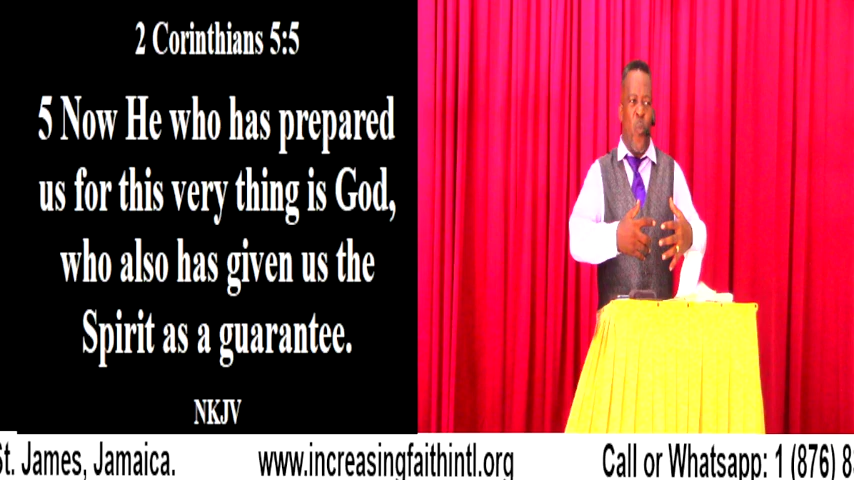 2 Corinthians 5:5
5 Now He who has prepared
us for this very thing is God,
who also has given us the
Spirit as a guarantee.
NKJV
St. James, Jamaica. www.increasingfaithintl.org Call or Whatsapp: 1 (876) 8